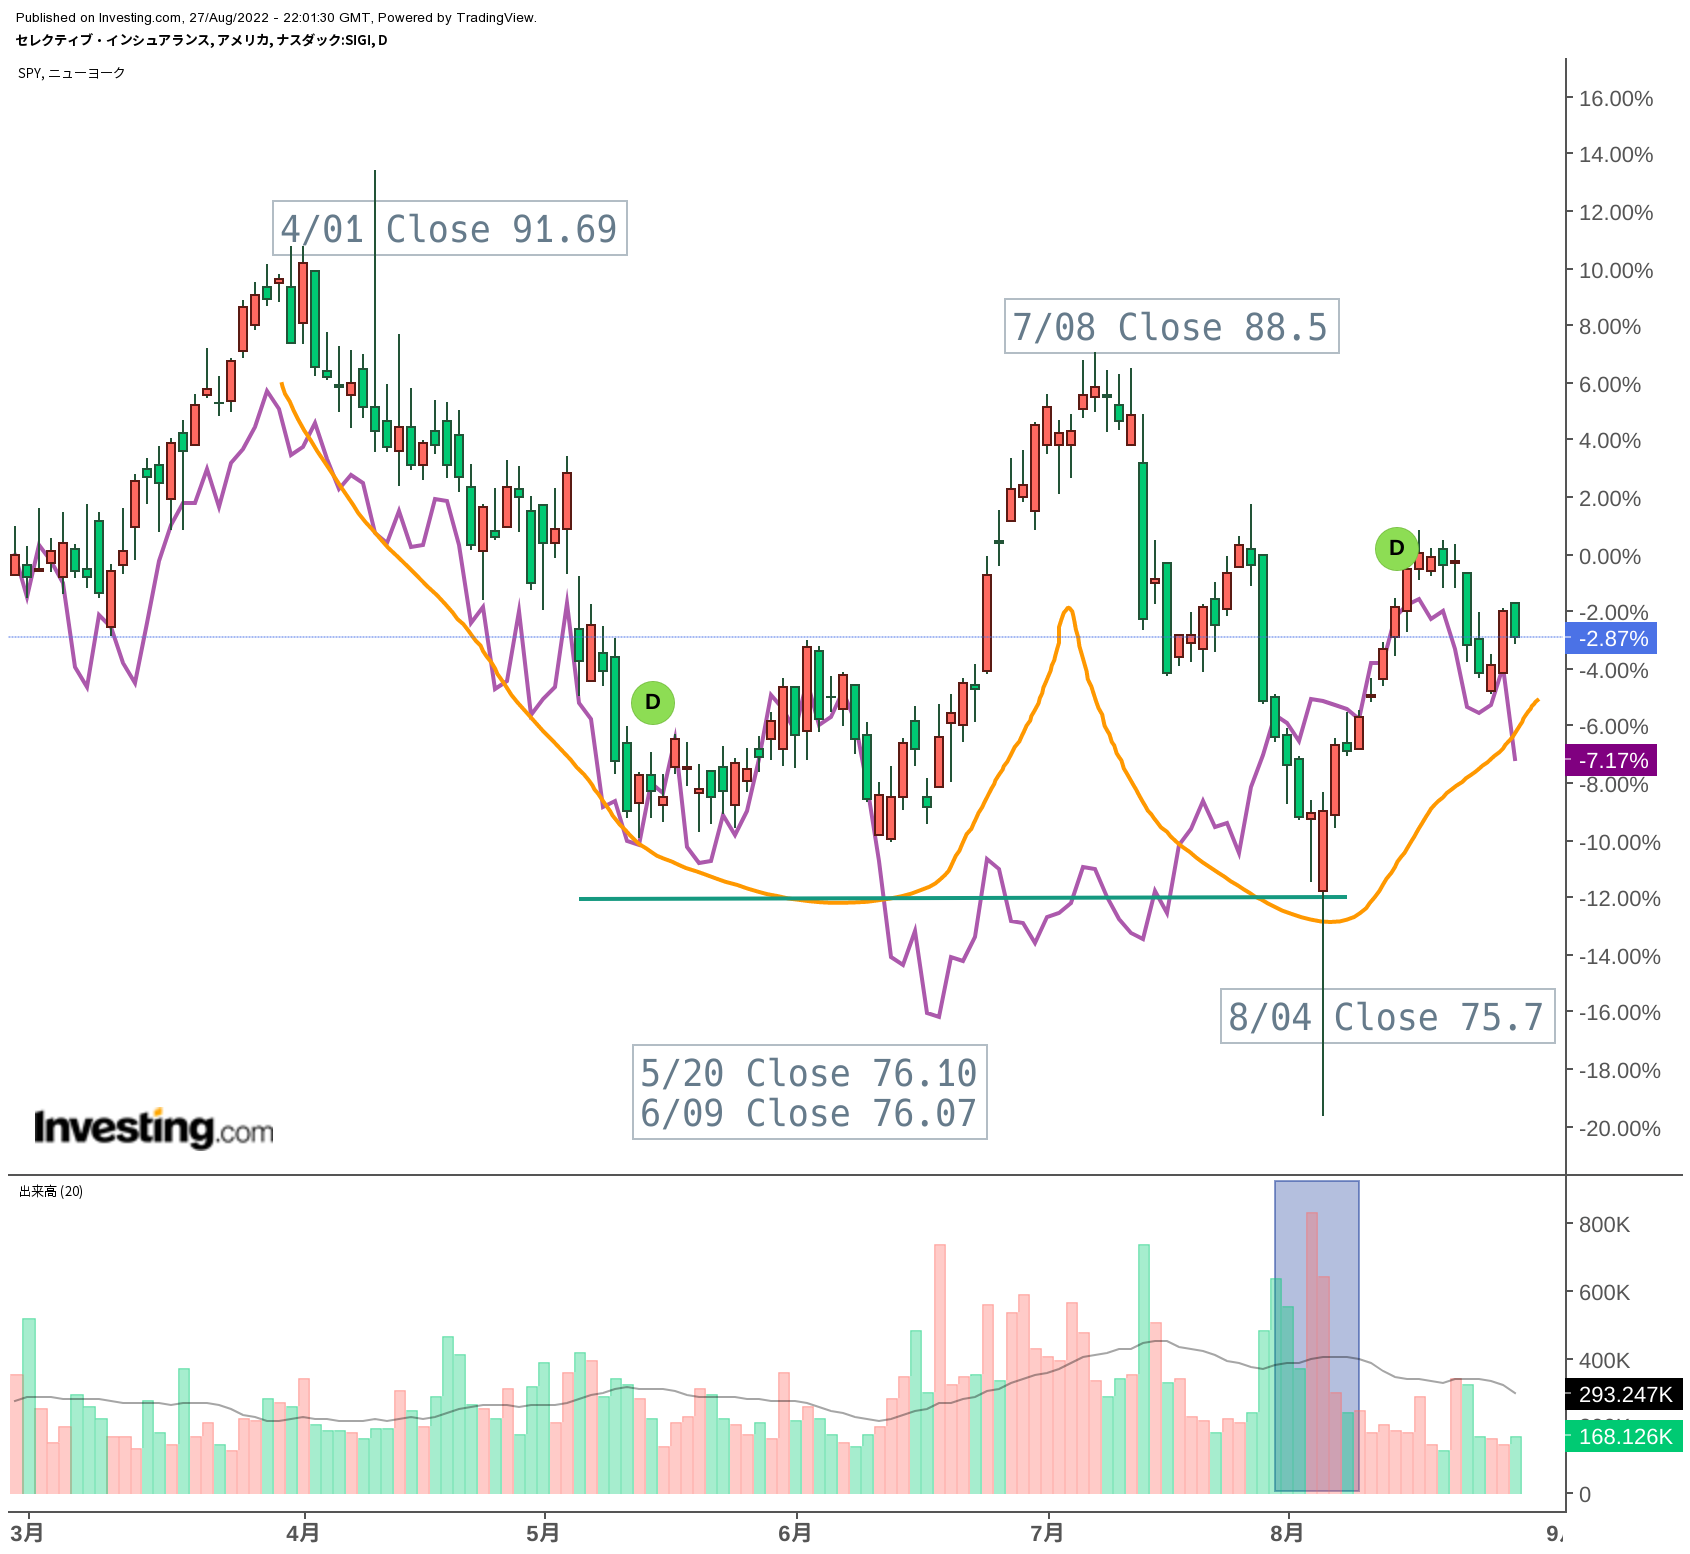 Published on Investing.com, 27/Aug/2022 - 22:01:30 GMT, Powered by TradingView.
セレクティブ・インシュアランス, アメリカ, ナスダック:SIGI, D
SPY, ニューヨーク
4/01 Close 91.69
7/08 Close 88.5
D
D
8/04 Close 75.7
5/20 Close 76.10
6/09 Close 76.07
Investing.com
16.00%
14.00%
12.00%
10.00%
8.00%
6.00%
4.00%
2.00%
0.00%
-2.00%
-2.87%
-4.00%
-6.00%
-7.17%
-8.00%
-10.00%
-12.00%
-14.00%
-16.00%
-18.00%
-20.00%
出来高 (20)
800K
600K
400K
293.247K
168.126K
0
3月 4月 5月 6月 7月 8月